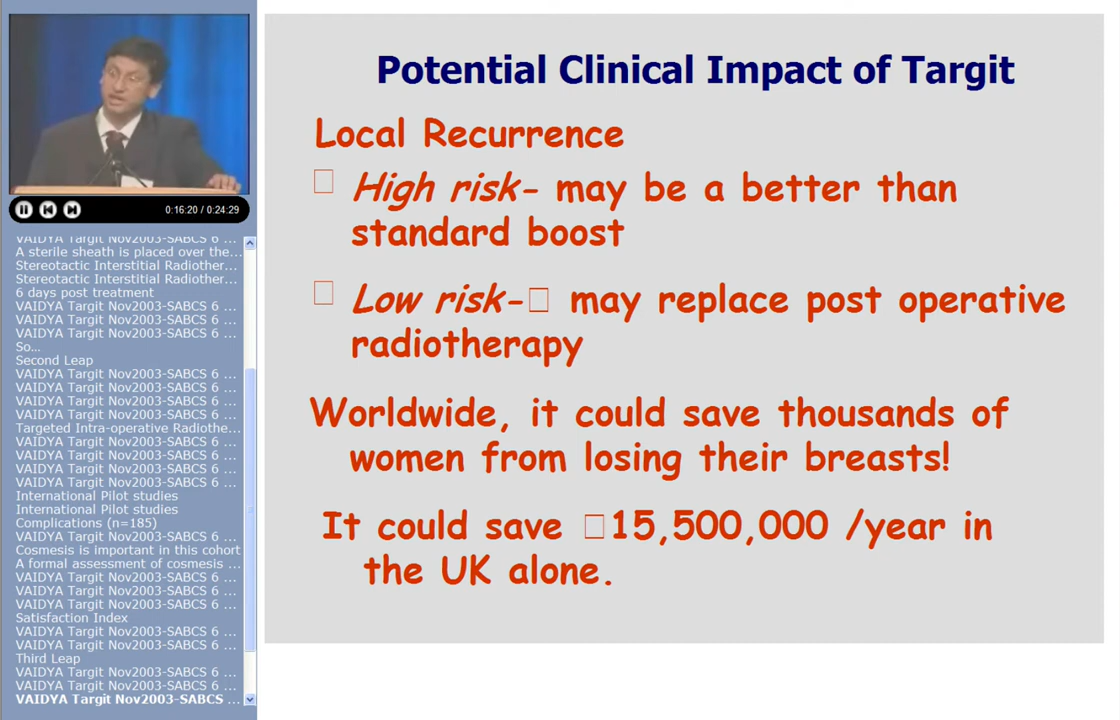 Potential Clinical Impact of Targit
Local Recurrence
□ High risk- may be a better than
standard boost
□ Low risk-□ may replace post operative
radiotherapy
Worldwide, it could save thousands of
women from losing their breasts!
It could save □15,500,000 /year in
the UK alone.
0:16:20 / 0:24:29
VAIDYA Targit Nov2003-SABCS 6 ...
A sterile sheath is placed over the...
Stereotactic Interstitial Radiother...
Stereotactic Interstitial Radiother...
6 days post treatment
VAIDYA Targit Nov2003-SABCS 6 ...
VAIDYA Targit Nov2003-SABCS 6 ...
VAIDYA Targit Nov2003-SABCS 6 ...
So...
Second Leap
VAIDYA Targit Nov2003-SABCS 6 ...
VAIDYA Targit Nov2003-SABCS 6 ...
VAIDYA Targit Nov2003-SABCS 6 ...
VAIDYA Targit Nov2003-SABCS 6 ...
Targeted Intra-operative Radiothe...
VAIDYA Targit Nov2003-SABCS 6 ...
VAIDYA Targit Nov2003-SABCS 6 ...
VAIDYA Targit Nov2003-SABCS 6 ...
VAIDYA Targit Nov2003-SABCS 6 ...
International Pilot studies
International Pilot studies
Complications (n=185)
VAIDYA Targit Nov2003-SABCS 6 ...
Cosmesis is important in this cohort
A formal assessment of cosmesis ...
VAIDYA Targit Nov2003-SABCS 6 ...
VAIDYA Targit Nov2003-SABCS 6 ...
VAIDYA Targit Nov2003-SABCS 6 ...
Satisfaction Index
VAIDYA Targit Nov2003-SABCS 6 ...
VAIDYA Targit Nov2003-SABCS 6 ...
Third Leap
VAIDYA Targit Nov2003-SABCS 6 ...
VAIDYA Targit Nov2003-SABCS 6 ...
VAIDYA Targit Nov2003-SABCS ...